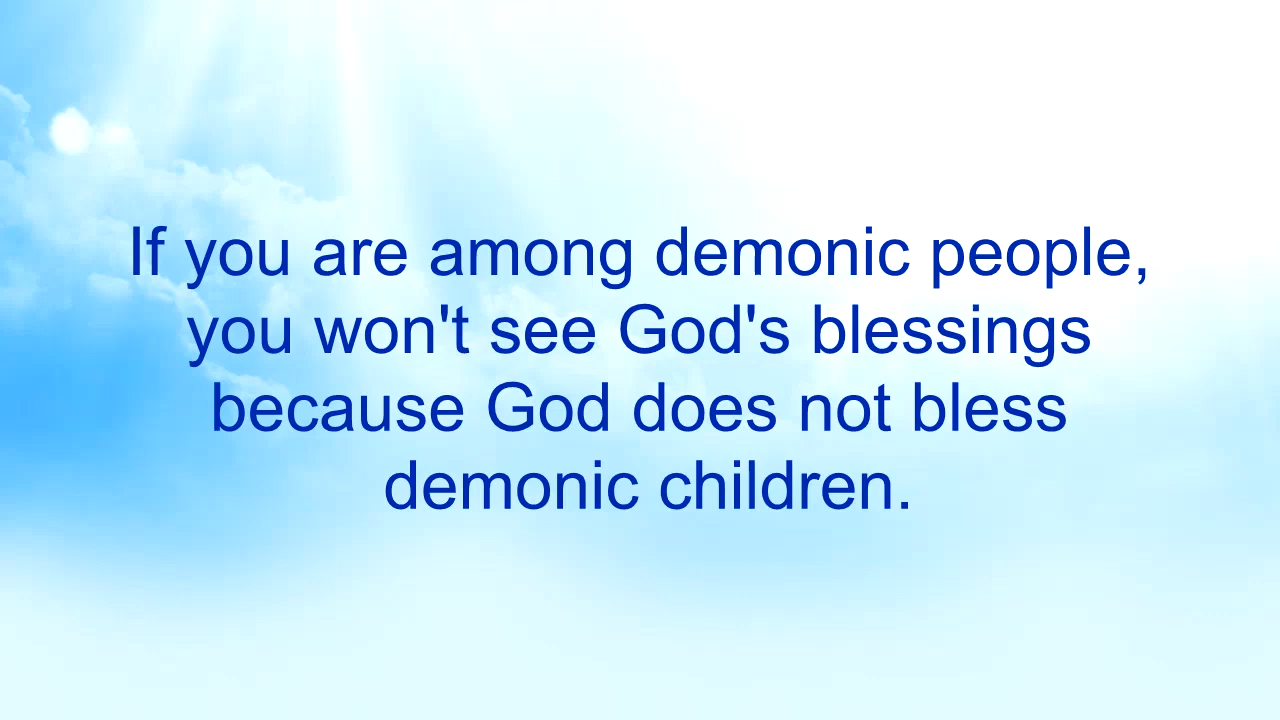 If you are among demonic people,
you won't see God's blessings
because God does not bless
demonic children.